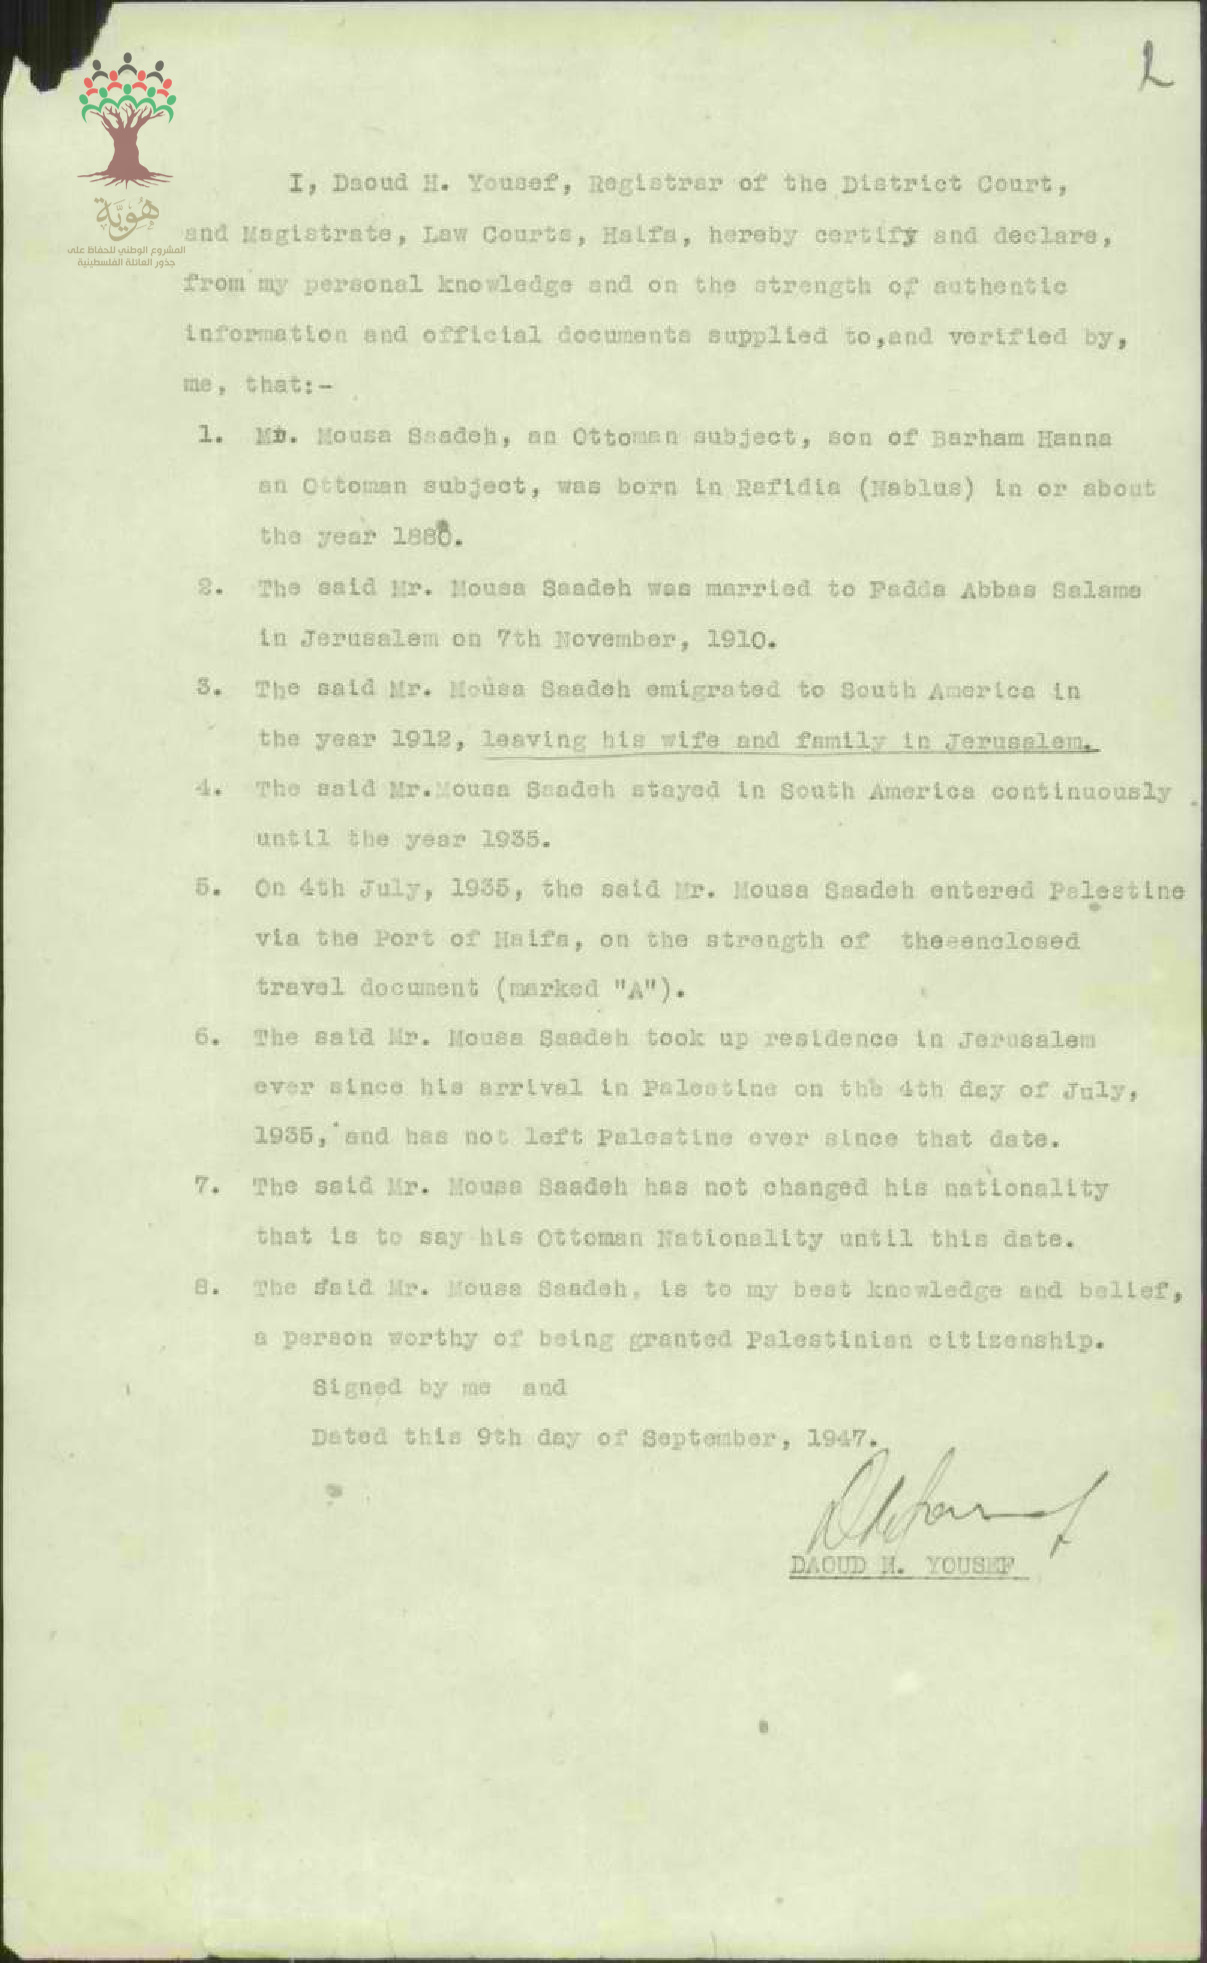 2
هوية
المشروع الوطني للحفاظ على
جذور العائلة الفلسطينية
I, Daoud H. Yousef, Registrar of the District Court,
and Magistrate, Law Courts, Haifa, hereby certify and declare,
from my personal knowledge and on the strength of authentic
information and official documents supplied to,and verified by,
me, that:-
1. Mr. Mousa Saadeh, an Ottoman subject, son of Barham Hanna
an Ottoman subject, was born in Rafidia (Nablus) in or about
the year
2. The said Mr. Mousa Saadeh was married to Fadda Abbas Salame
in Jerusalem on 7th November, 1910.
3. The said Mr. Mousa Saadeh emigrated to South America in
the year 1912, leaving his wife and family in Jerusalem.
4. The said Mr.Mousa Saadeh stayed in South America continuously
until the year 1935.
5. On 4th July, 1935, the said Mr. Mousa Saadeh entered Palestine
via the Port of Haifa, on the strength of theeenclosed
travel document (marked "A").
6. The said Mr. Mousa Saadeh took up residence in Jerusalem
ever since his arrival in Palestine on the 4th day of July,
1935, and has not left Palestine ever since that date.
7. The said Mr. Mousa Saadeh has not changed his nationality
that is to say his Ottoman Nationality until this date.
8. The said Mr. Mousa Saadeh, is to my best knowledge and belief,
a person worthy of being granted Palestinian citizenship.
Signed by me and
Dated this 9th day of September, 1947.
DAOUD H. YOUSEF